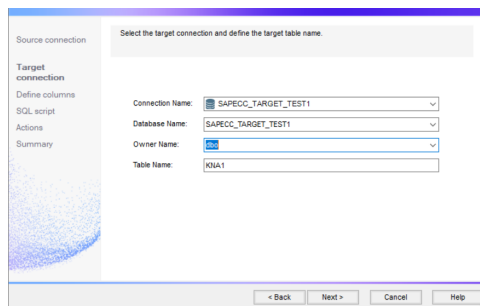 Select the target connection and define the target table name.
Source connection
Target
connection
Define columns
SQL script
Actions
Summary
Connection Name: SAPECC_TARGET_TEST1
Database Name: SAPECC_TARGET_TEST1
Owner Name: dbo
Table Name: KNA1
< Back Next > Cancel Help